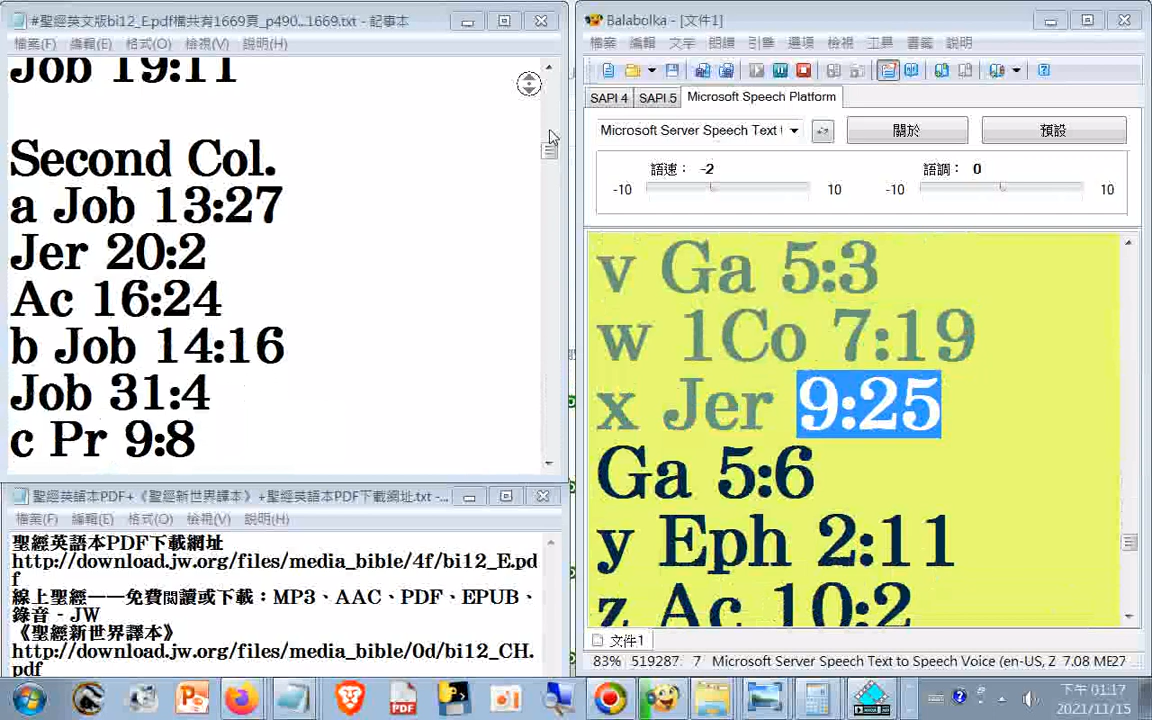 #聖經英文版bi12_E.pdf檔共有1669頁_p490...1669.txt - 記事本
檔案(F) 編輯(E) 格式(O) 檢視(V) 說明(H)
Job 19:11
Second Col.
a Job 13:27
Jer 20:2
Ac 16:24
b Job 14:16
Job 31:4
c Pr 9:8
聖經英語本PDF+《聖經新世界譯本》+聖經英語本PDF下載網址.txt -...
檔案(F) 編輯(E) 格式(O) 檢視(V) 說明(H)
聖經英語本PDF下載網址
http://download.jw.org/files/media_bible/4f/bi12_E.pd
f
線上聖經——免費閱讀或下載：MP3、AAC、PDF、EPUB、
錄音 - JW
《聖經新世界譯本》
http://download.jw.org/files/media_bible/0d/bi12_CH.
pdf
Balabolka - [文件1]
檔案 編輯 文字 朗讀 引擎 選項 檢視 工具 書籤 說明
SAPI 4 SAPI 5 Microsoft Speech Platform
Microsoft Server Speech Text 關於 預設
語速： -2 語調： 0
-10 10 -10 10
v Ga 5:3
w 1Co 7:19
x Jer 9:25
Ga 5:6
y Eph 2:11
z Ac 10:2
文件1
83% 519287: 7 Microsoft Server Speech Text to Speech Voice (en-US, Z 7.08 ME27
下午 01:17
2021/11/15